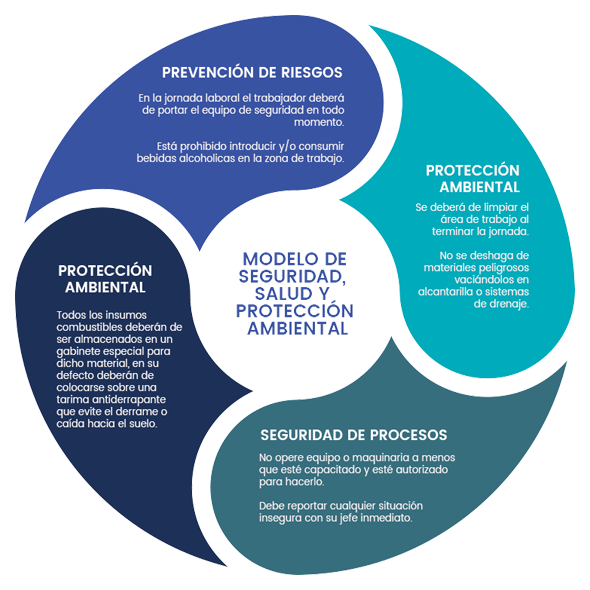 PREVENCIÓN DE RIESGOS
En la jornada laboral el trabajador deberá
de portar el equipo de seguridad en todo
momento.
Está prohibido introducir y/o consumir
bebidas alcoholicas en la zona de trabajo.
PROTECCIÓN
AMBIENTAL
Se deberá de limpiar el
área de trabajo al
terminar la jornada.
No se deshaga de
materiales peligrosos
vaciándolos en
alcantarilla o sistemas
de drenaje.
MODELO DE
SEGURIDAD,
SALUD Y
PROTECCIÓN
AMBIENTAL
PROTECCIÓN
AMBIENTAL
Todos los insumos
combustibles deberán de
ser almacenados en un
gabinete especial para
dicho material, en su
defecto deberán de
colocarse sobre una
tarima antiderrapante
que evite el derrame o
caída hacia el suelo.
SEGURIDAD DE PROCESOS
No opere equipo o maquinaria a menos
que esté capacitado y esté autorizado
para hacerlo.
Debe reportar cualquier situación
insegura con su jefe inmediato.